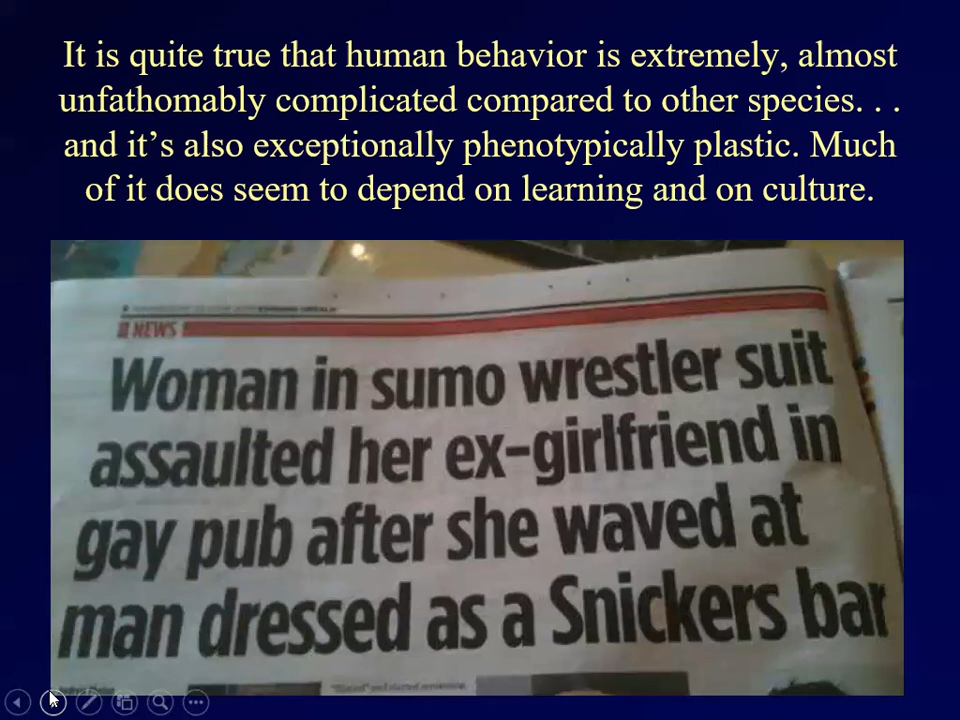 It is quite true that human behavior is extremely, almost
unfathomably complicated compared to other species. . .
and it’s also exceptionally phenotypically plastic. Much
of it does seem to depend on learning and on culture.
NEWS
Woman in sumo wrestler suit
assaulted her ex-girlfriend in
gay pub after she waved at
man dressed as a Snickers bar